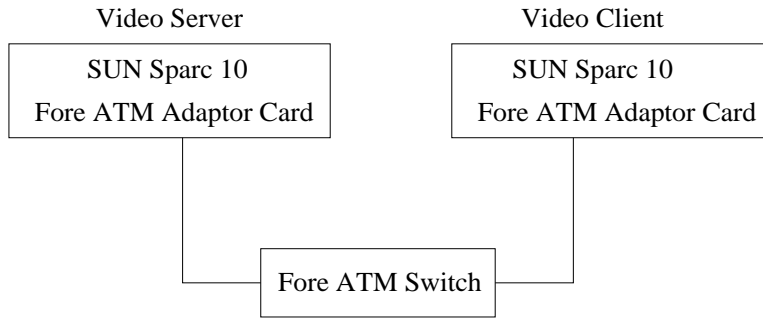 Video Server
SUN Sparc 10
Fore ATM Adaptor Card
Video Client
SUN Sparc 10
Fore ATM Adaptor Card
Fore ATM Switch